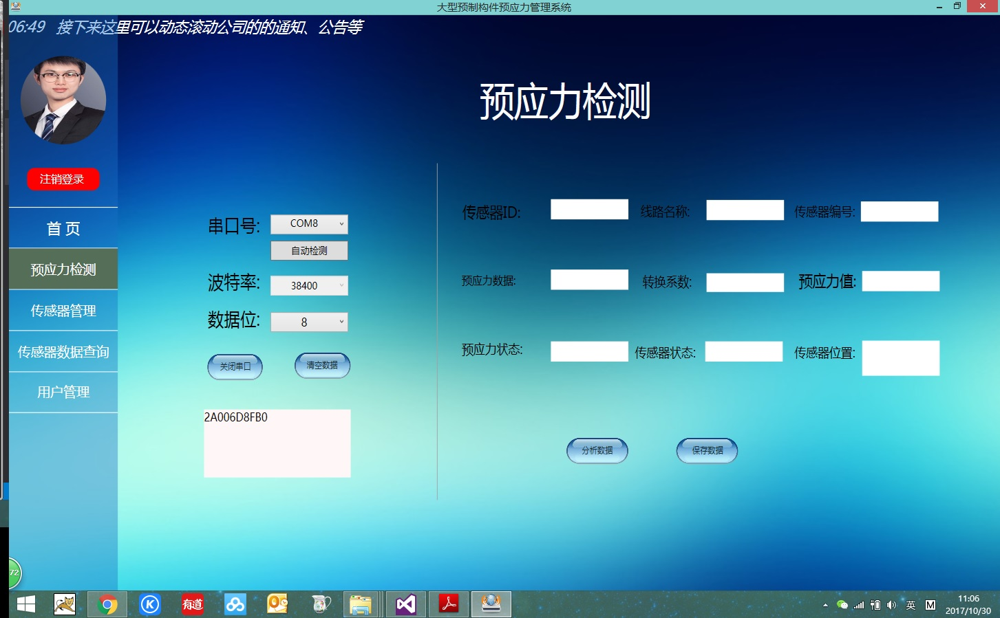 大型预制构件预应力管理系统
06:49 接下来这里可以动态滚动公司的的通知、公告等
预应力检测
注销登录
首 页
预应力检测
传感器管理
传感器数据查询
用户管理
串口号: COM8
自动检测
波特率: 38400
数据位: 8
关闭串口 清空数据
2A006D8FB0
传感器ID: 线路名称: 传感器编号:
预应力数据: 转换系数: 预应力值:
预应力状态: 传感器状态: 传感器位置:
分析数据 保存数据
72
有道
英 M
11:06
2017/10/30